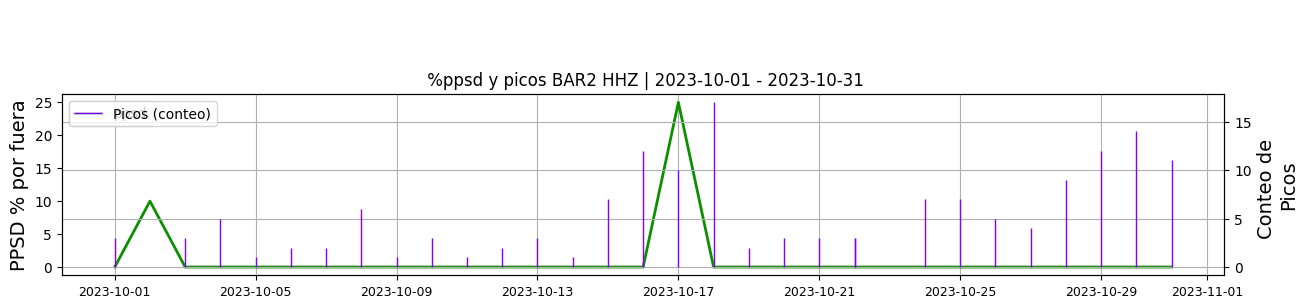 %ppsd y picos BAR2 HHZ | 2023-10-01 - 2023-10-31
PPSD % por fuera
25
20
15
10
5
0
Picos (conteo)
15
10
5
0
Conteo de
Picos
2023-10-01 2023-10-05 2023-10-09 2023-10-13 2023-10-17 2023-10-21 2023-10-25 2023-10-29 2023-11-01